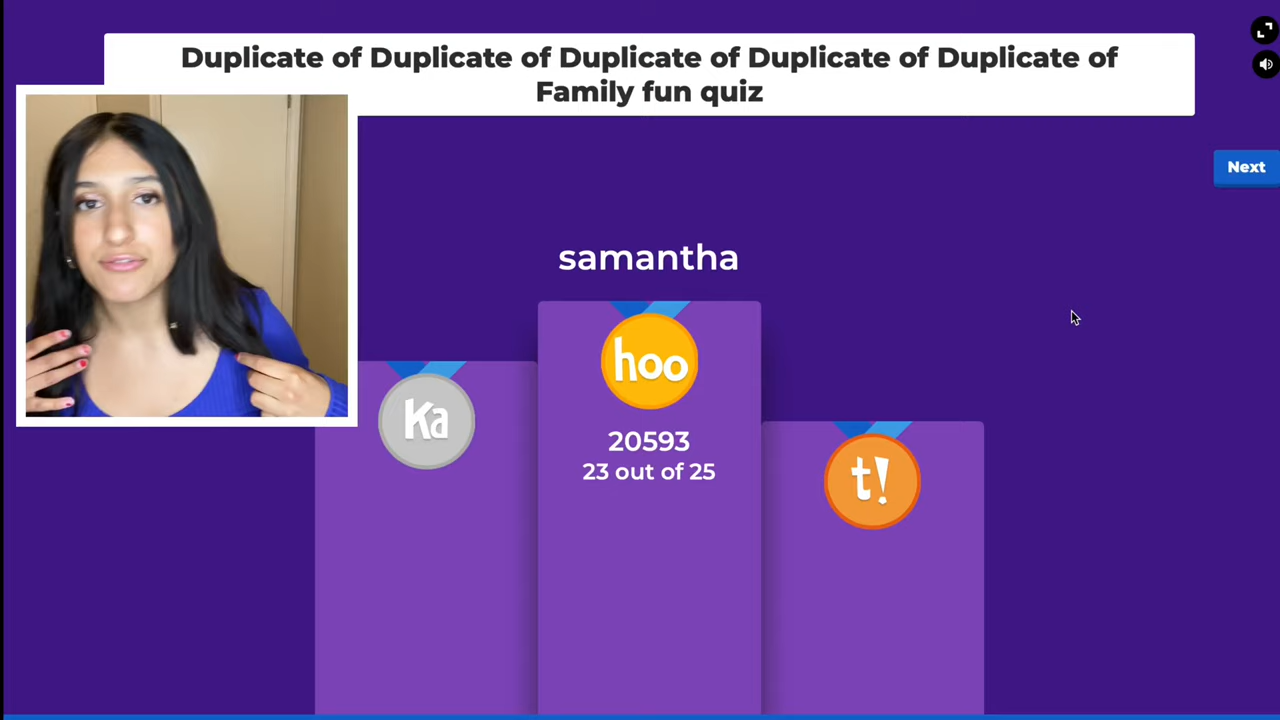 Duplicate of Duplicate of Duplicate of Duplicate of Duplicate of
Family fun quiz
Next
samantha
hoo
20593
23 out of 25
Ka
t!